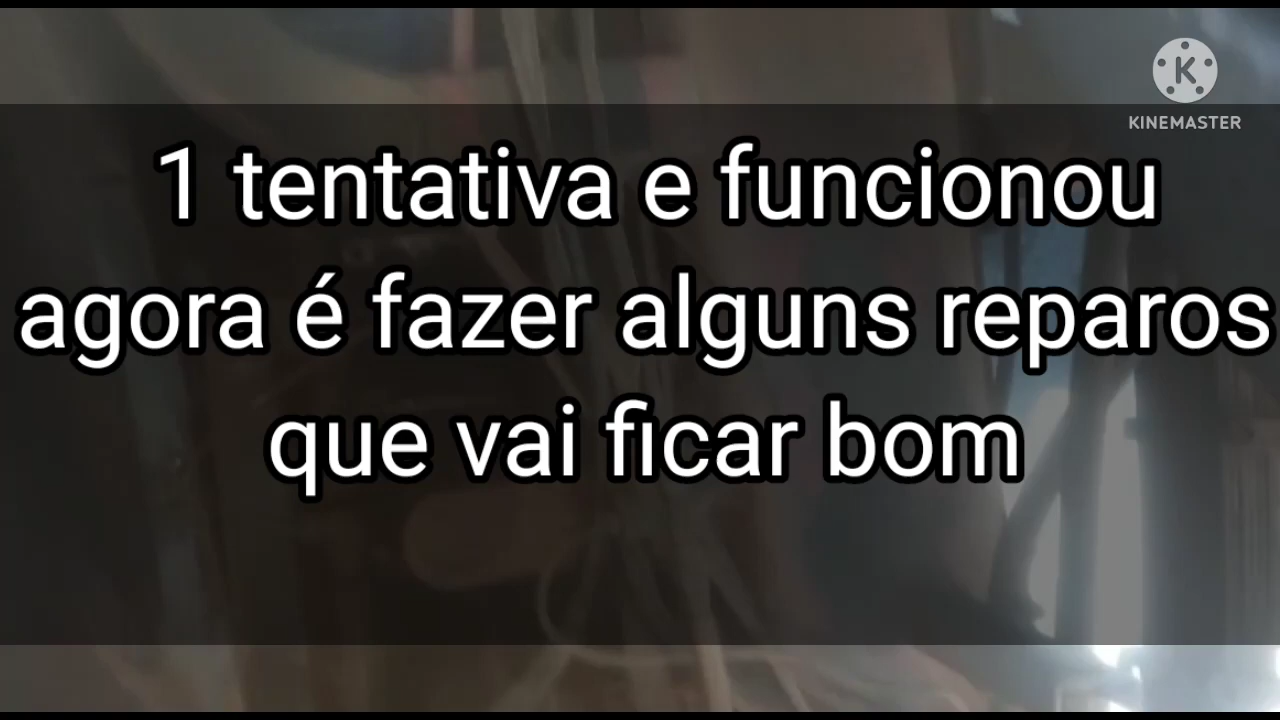 KINEMASTER
1 tentativa e funcionou
agora é fazer alguns reparos
que vai ficar bom